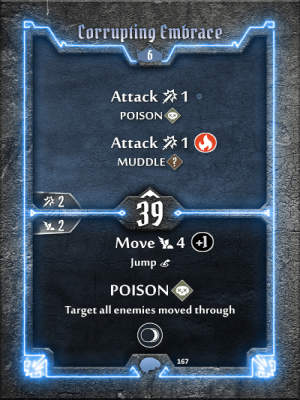 Corrupting Embrace
6
Attack 1
POISON
Attack 1
MUDDLE ?
2
39
2
Move 4 +1
Jump
POISON
Target all enemies moved through
167